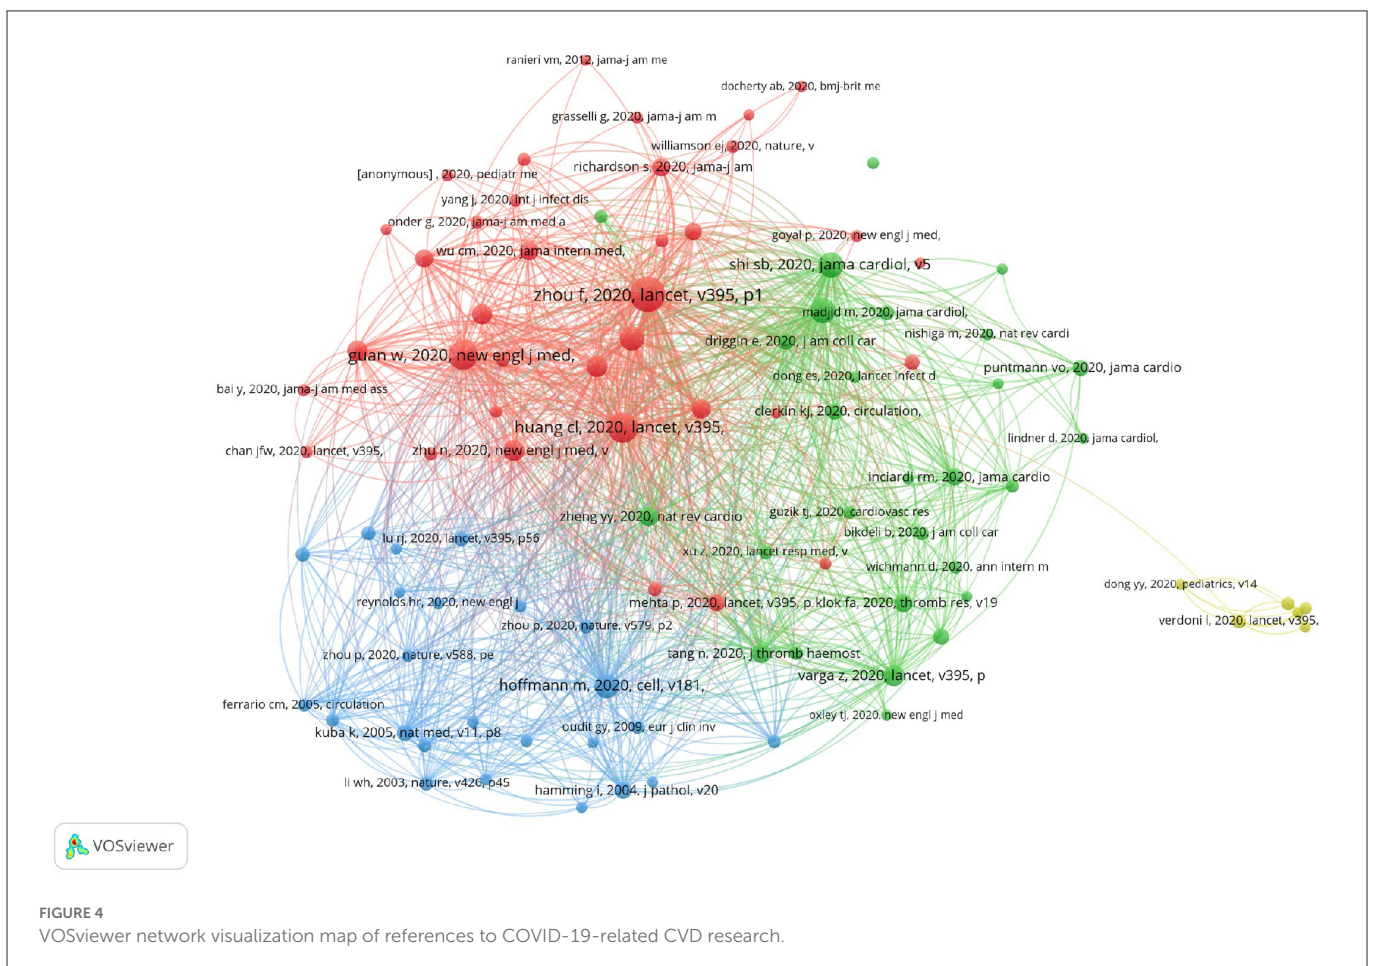 ranieri vm, 2012, jama-j am me
docherty ab, 2020, bmj-brit me
grasselli g, 2020, jama-j am m
williamson ej, 2020, nature, v
richardson s, 2020, jama-j am
[anonymous] , 2020, pediatr me
yang j, 2020, int j infect dis
onder g, 2020, jama-j am med a
goyal p, 2020, new engl j med,
wu cm, 2020, jama intern med,
shi sb, 2020, jama cardiol, v5
zhou f, 2020, lancet, v395, p1
madjid m, 2020, jama cardiol,
nishiga m, 2020, nat rev cardi
driggin e, 2020, j am coll car
guan w, 2020, new engl j med,
puntmann vo, 2020, jama cardio
dong es, 2020, lancet infect d
bai y, 2020, jama-j am med ass
clerkin kj, 2020, circulation,
huang cl, 2020, lancet, v395,
lindner d, 2020, jama cardiol,
chan jfw, 2020, lancet, v395,
zhu n, 2020, new engl j med, v
inciardi rm, 2020, jama cardio
guzik tj, 2020, cardiovasc res
zheng yy, 2020, nat rev cardio
bikdeli b, 2020, j am coll car
lu rj, 2020, lancet, v395, p56
xu z, 2020, lancet resp med, v
wichmann d, 2020, ann intern m
dong yy, 2020, pediatrics, v14
reynolds hr, 2020, new engl j
mehta p, 2020, lancet, v395, p
klok fa, 2020, thromb res, v19
verdoni l, 2020, lancet, v395,
zhou p, 2020, nature, v579, p2
zhou p, 2020, nature, v588, pe
tang n, 2020, j thromb haemost
varga z, 2020, lancet, v395, p
hoffmann m, 2020, cell, v181,
ferrario cm, 2005, circulation
oxley tj, 2020, new engl j med
oudit gy, 2009, eur j clin inv
kuba k, 2005, nat med, v11, p8
li wh, 2003, nature, v426, p45
hamming i, 2004, j pathol, v20
VOSviewer
FIGURE 4
VOSviewer network visualization map of references to COVID-19-related CVD research.